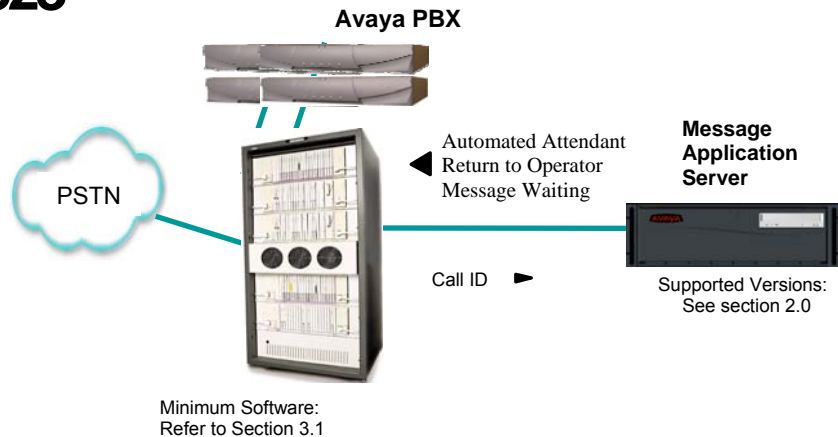 Avaya PBX
PSTN
Automated Attendant
Return to Operator
Message Waiting
Message
Application
Server
AVAYA
Call ID
Supported Versions:
See section 2.0
Minimum Software:
Refer to Section 3.1